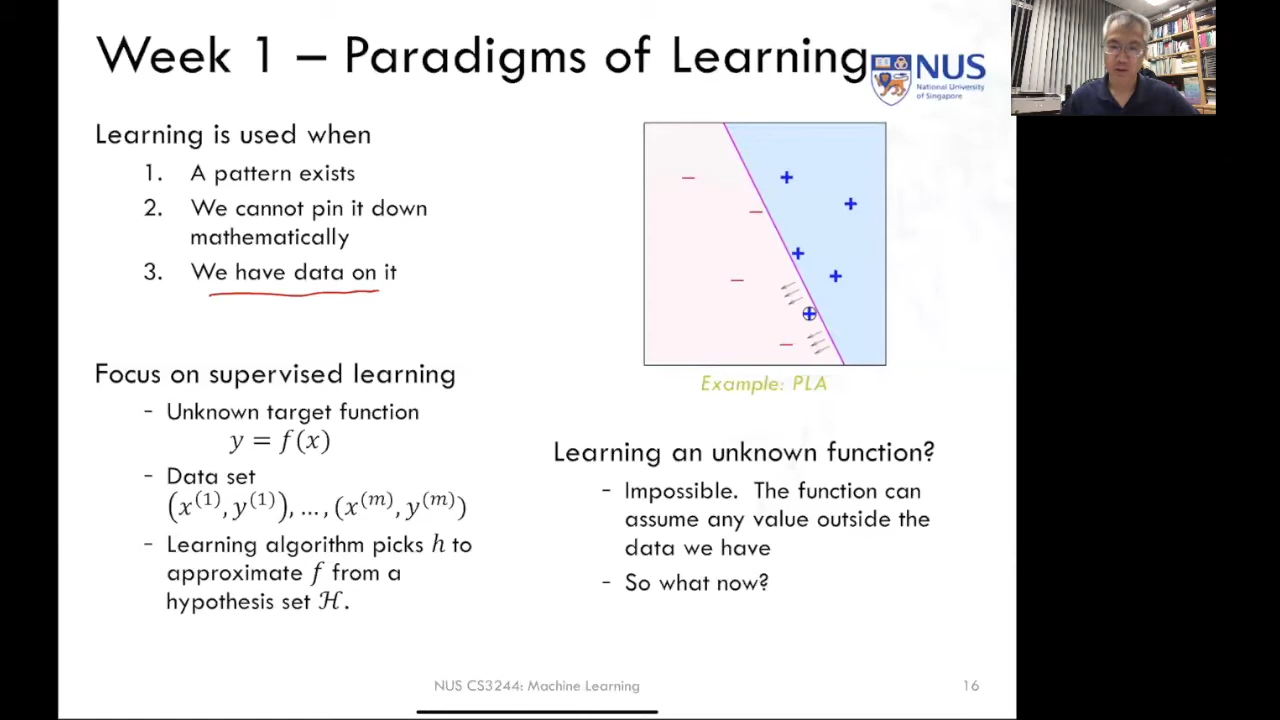 Week 1 – Paradigms of Learning
NUS
National University
of Singapore
Learning is used when
1. A pattern exists
2. We cannot pin it down
mathematically
3. We have data on it
Example: PLA
Focus on supervised learning
- Unknown target function
y = f(x)
- Data set
(x^(1), y^(1)), …, (x^(m), y^(m))
- Learning algorithm picks h to
approximate f from a
hypothesis set ℋ.
Learning an unknown function?
- Impossible. The function can
assume any value outside the
data we have
- So what now?
NUS CS3244: Machine Learning
16